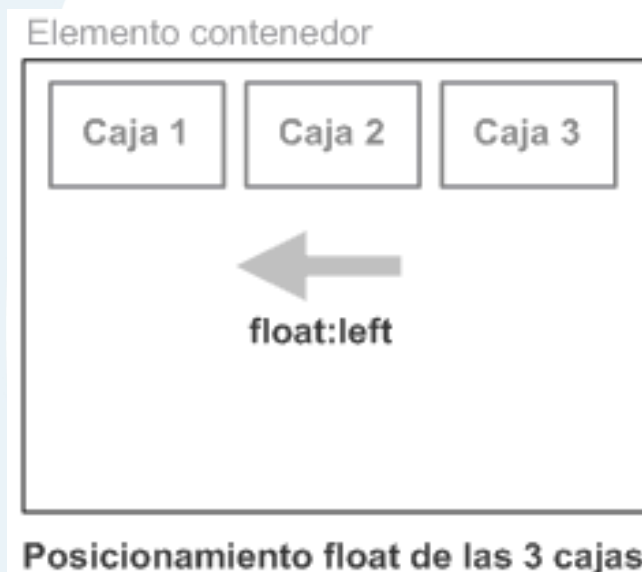 Elemento contenedor
Caja 1 Caja 2 Caja 3
float:left
Posicionamiento float de las 3 cajas